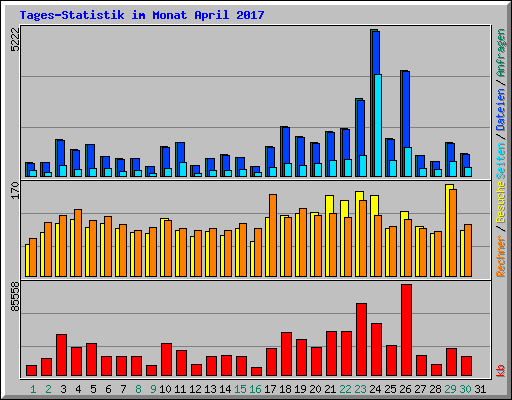 Tages-Statistik im Monat April 2017
5222
170
85558
Rechner / Besuche
Seiten / Dateien / Anfragen
kb
1 2 3 4 5 6 7 8 9 10 11 12 13 14 15 16 17 18 19 20 21 22 23 24 25 26 27 28 29 30 31